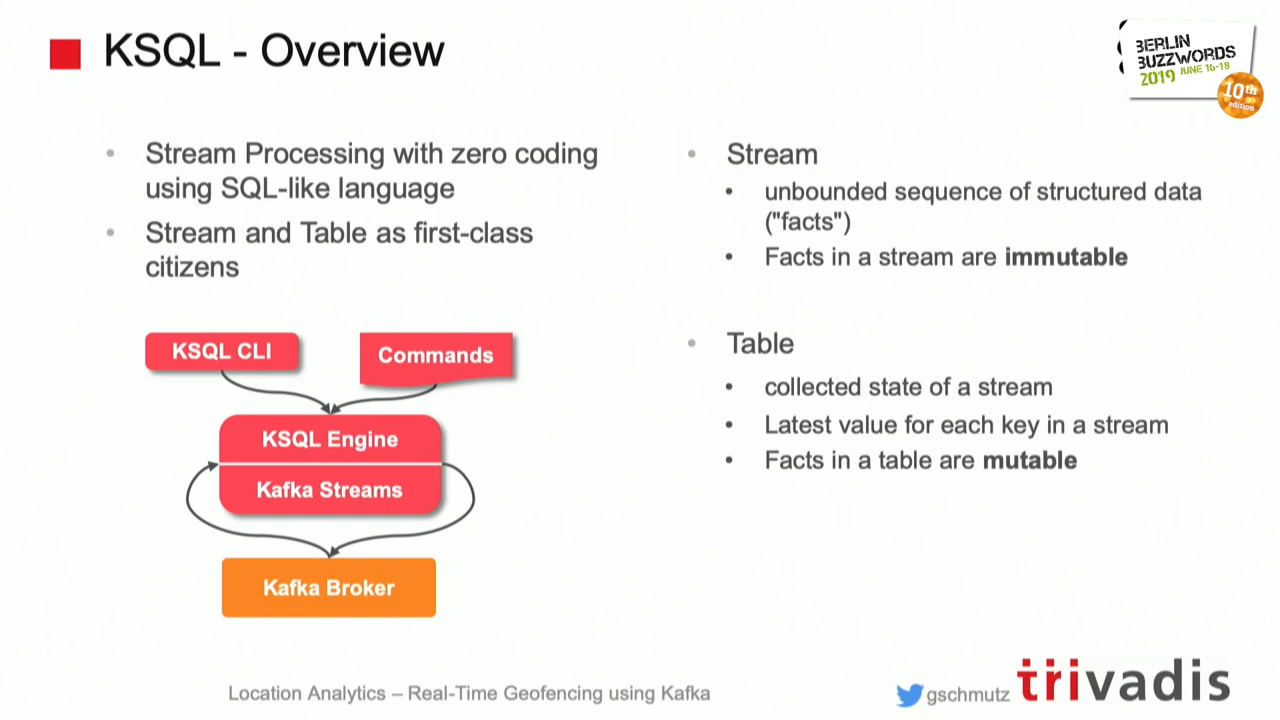 KSQL - Overview
BERLIN
BUZZWORDS
2019 JUNE 16-18
10th
edition
• Stream Processing with zero coding
using SQL-like language
• Stream and Table as first-class
citizens
KSQL CLI
Commands
KSQL Engine
Kafka Streams
Kafka Broker
• Stream
• unbounded sequence of structured data
("facts")
• Facts in a stream are immutable
• Table
• collected state of a stream
• Latest value for each key in a stream
• Facts in a table are mutable
Location Analytics – Real-Time Geofencing using Kafka
gschmutz
trivadis